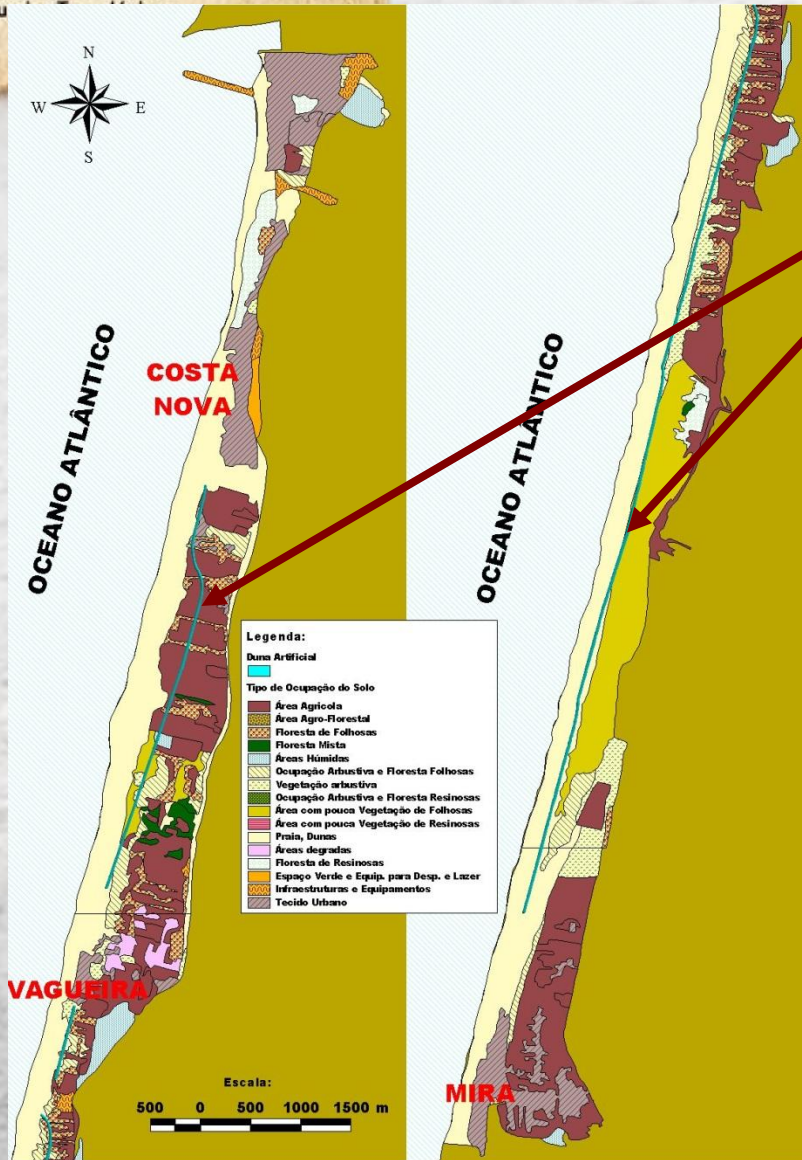 N
W E
S
OCEANO ATLÂNTICO
COSTA
NOVA
VAGUEIRA
OCEANO ATLÂNTICO
MIRA
Legenda:
Duna Artificial
Tipo de Ocupação do Solo
Área Agricola
Área Agro-Florestal
Floresta de Folhosas
Floresta Mista
Áreas Húmidas
Ocupação Arbustiva e Floresta Folhosas
Vegetação arbustiva
Ocupação Arbustiva e Floresta Resinosas
Área com pouca Vegetação de Folhosas
Área com pouca Vegetação de Resinosas
Praia, Dunas
Áreas degradas
Floresta de Resinosas
Espaço Verde e Equip. para Desp. e Lazer
Infraestruturas e Equipamentos
Tecido Urbano
Escala:
500 0 500 1000 1500 m